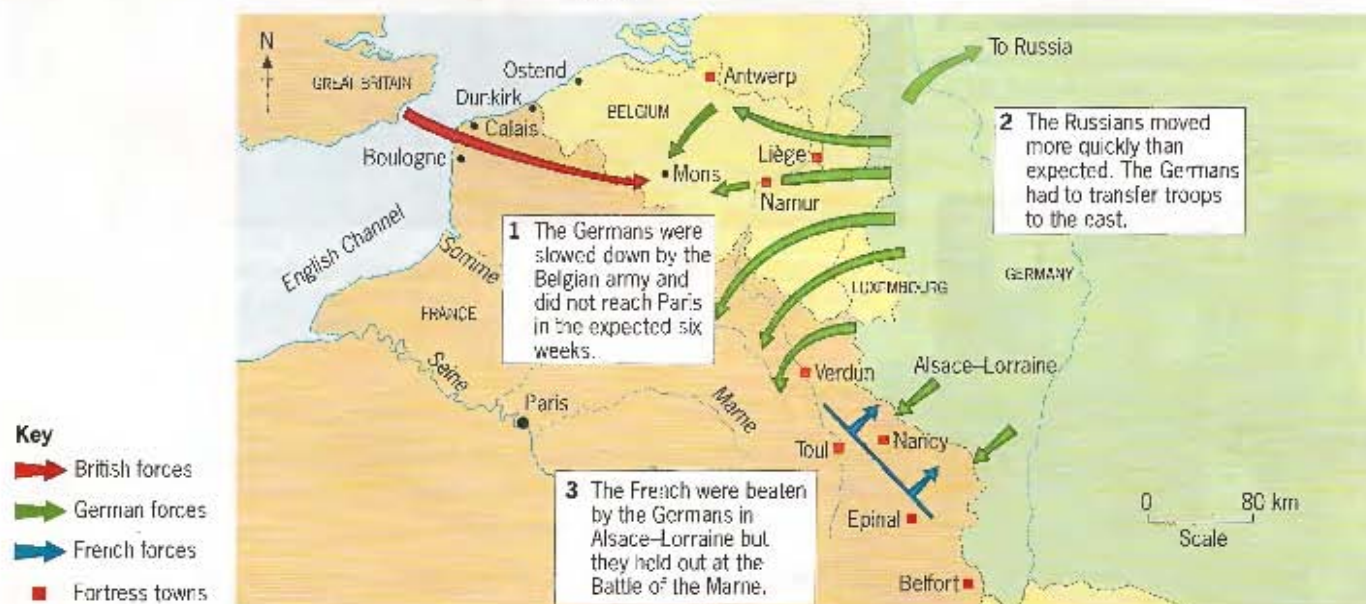 N
To Russia
GREAT BRITAIN
Ostend
Antwerp
Dunkirk
BELGIUM
Calais
Boulogne
Liège
Mons
Namur
2 The Russians moved
more quickly than
expected. The Germans
had to transfer troops
to the east.
English Channel
Somme
1 The Germans were
slowed down by the
Belgian army and
did not reach Paris
in the expected six
weeks.
FRANCE
LUXEMBOURG
GERMANY
Seine
Verdun
Alsace–Lorraine
Paris
Marne
Toul
Nancy
3 The French were beaten
by the Germans in
Alsace–Lorraine but
they held out at the
Battle of the Marne.
Epinal
0 80 km
Scale
Belfort
Key
British forces
German forces
French forces
Fortress towns